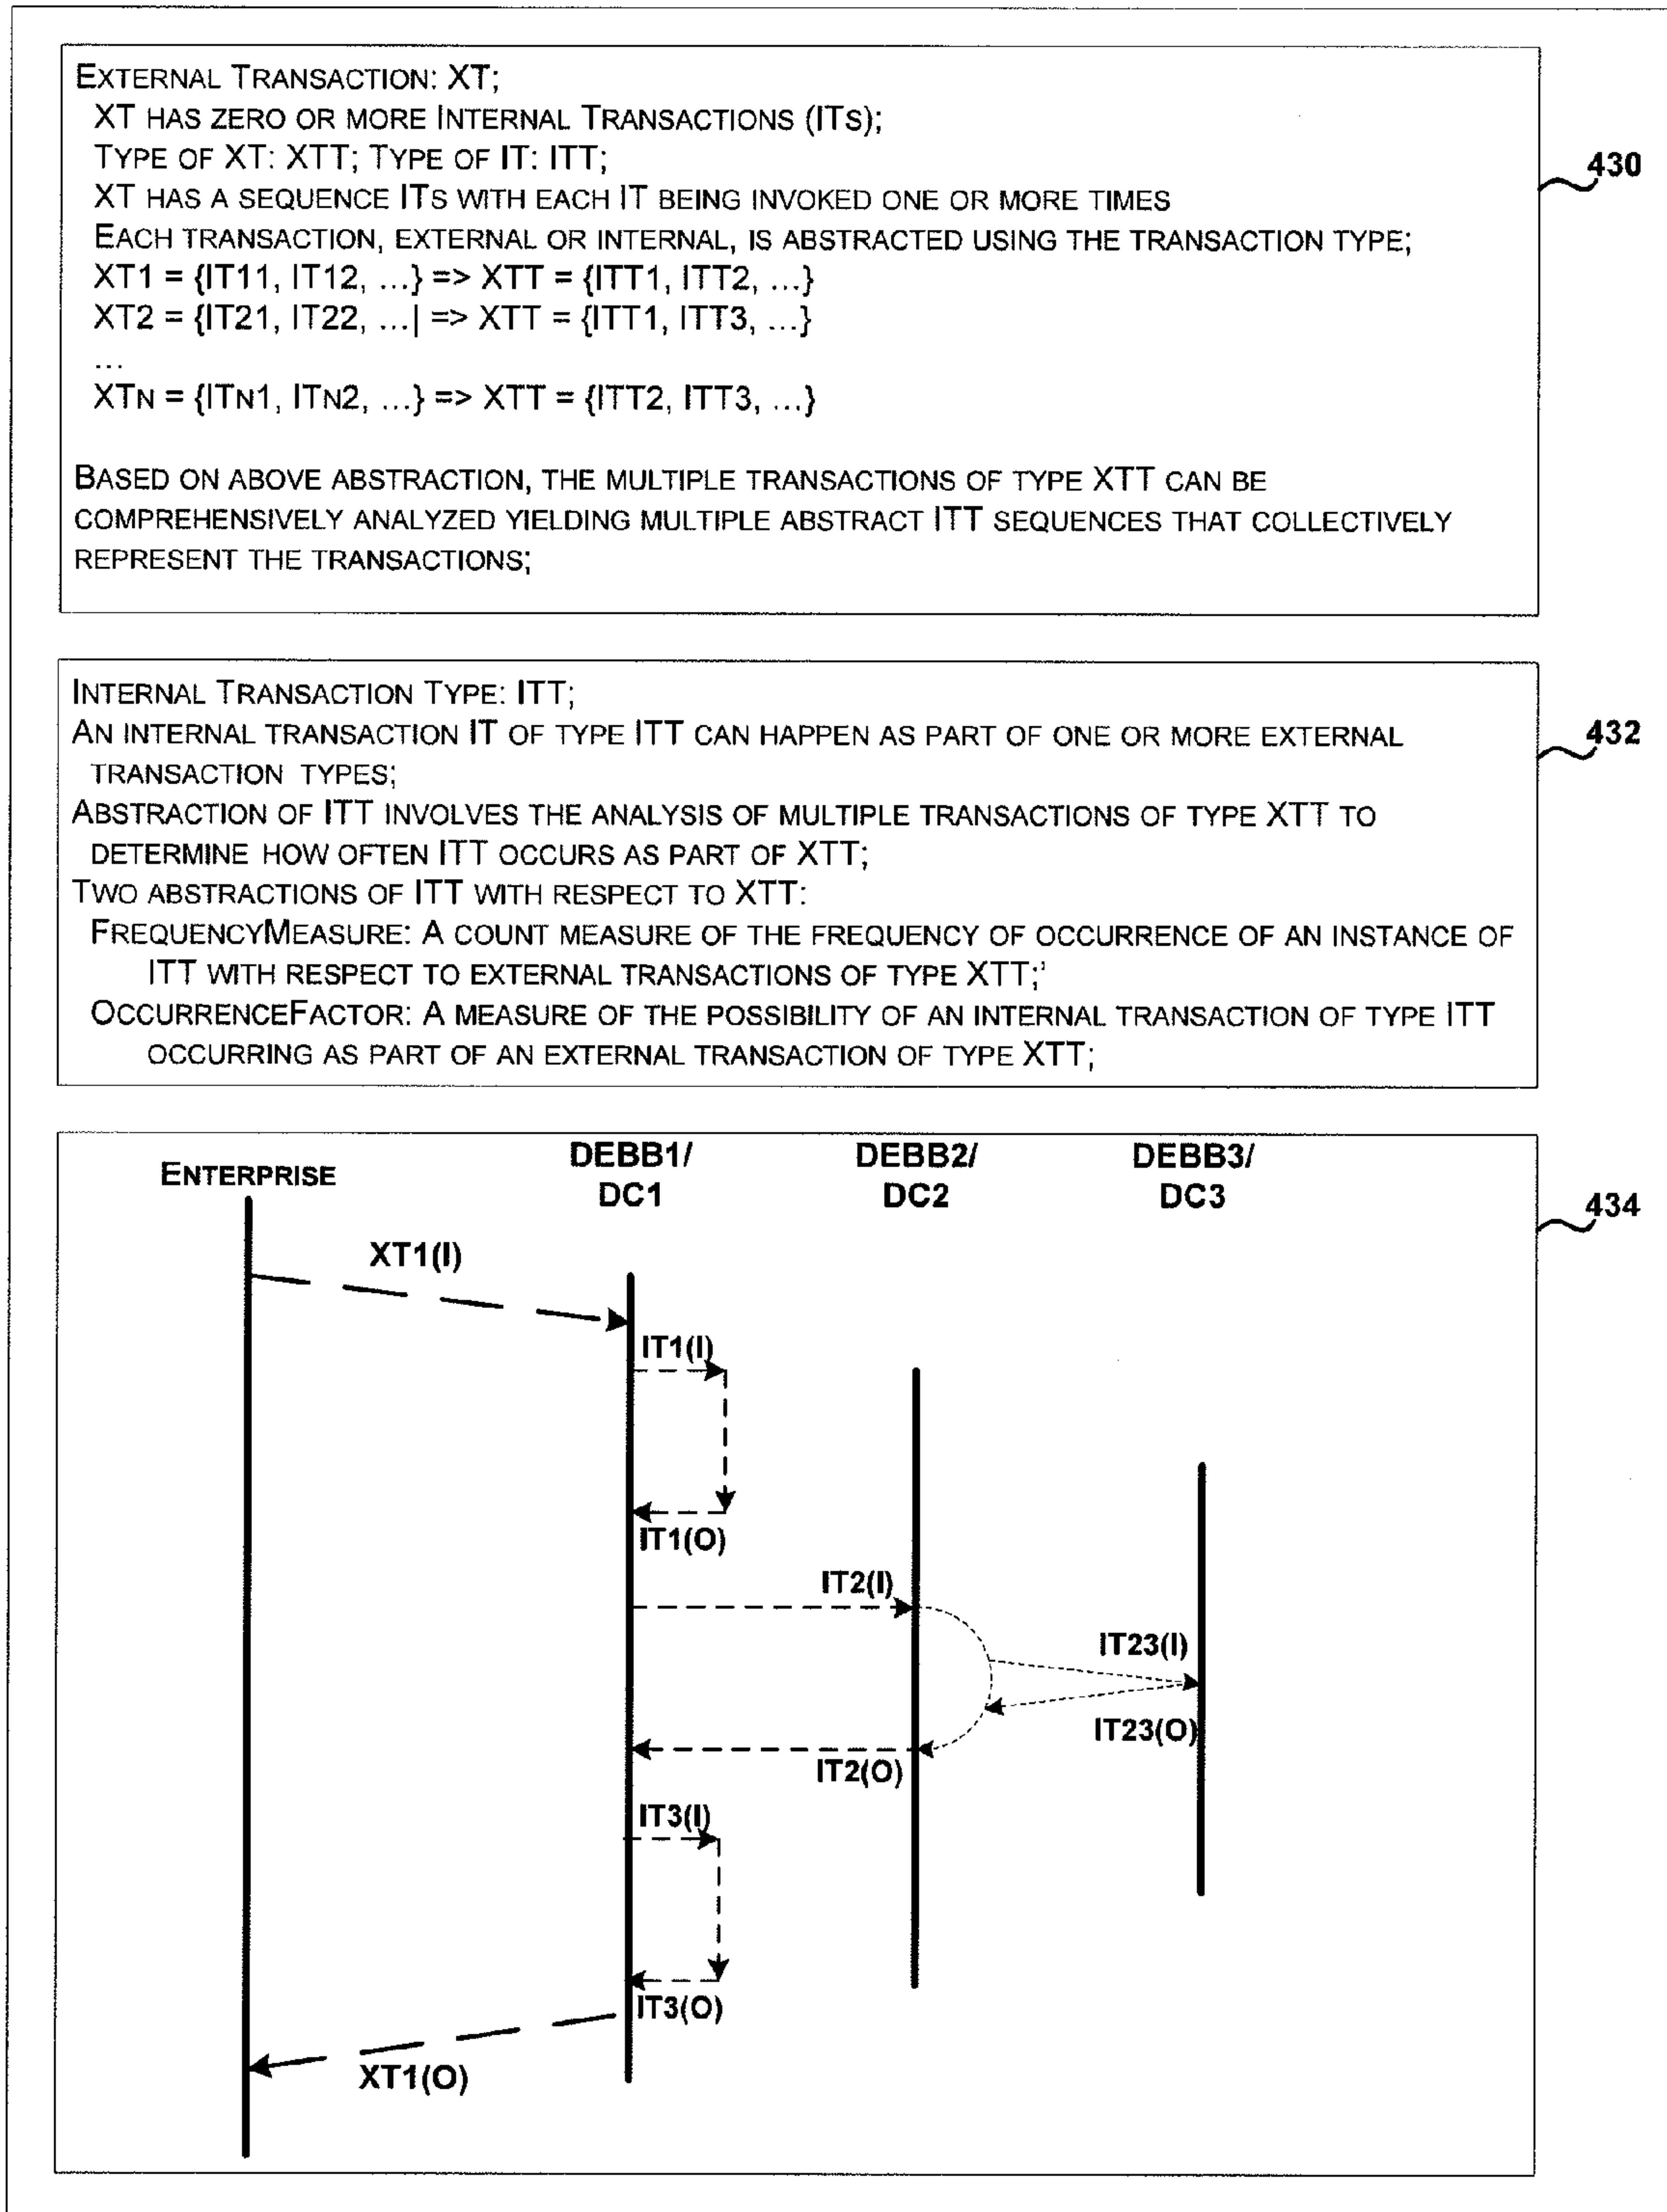 EXTERNAL TRANSACTION: XT;
XT HAS ZERO OR MORE INTERNAL TRANSACTIONS (ITS);
TYPE OF XT: XTT; TYPE OF IT: ITT;
XT HAS A SEQUENCE ITS WITH EACH IT BEING INVOKED ONE OR MORE TIMES
EACH TRANSACTION, EXTERNAL OR INTERNAL, IS ABSTRACTED USING THE TRANSACTION TYPE;
XT1 = {IT11, IT12, ...} => XTT = {ITT1, ITT2, ...}
XT2 = {IT21, IT22, ...| => XTT = {ITT1, ITT3, ...}
...
XTN = {ITN1, ITN2, ...} => XTT = {ITT2, ITT3, ...}
BASED ON ABOVE ABSTRACTION, THE MULTIPLE TRANSACTIONS OF TYPE XTT CAN BE
COMPREHENSIVELY ANALYZED YIELDING MULTIPLE ABSTRACT ITT SEQUENCES THAT COLLECTIVELY
REPRESENT THE TRANSACTIONS;
430
INTERNAL TRANSACTION TYPE: ITT;
AN INTERNAL TRANSACTION IT OF TYPE ITT CAN HAPPEN AS PART OF ONE OR MORE EXTERNAL
TRANSACTION TYPES;
ABSTRACTION OF ITT INVOLVES THE ANALYSIS OF MULTIPLE TRANSACTIONS OF TYPE XTT TO
DETERMINE HOW OFTEN ITT OCCURS AS PART OF XTT;
TWO ABSTRACTIONS OF ITT WITH RESPECT TO XTT:
FREQUENCYMEASURE: A COUNT MEASURE OF THE FREQUENCY OF OCCURRENCE OF AN INSTANCE OF
ITT WITH RESPECT TO EXTERNAL TRANSACTIONS OF TYPE XTT;'
OCCURRENCEFACTOR: A MEASURE OF THE POSSIBILITY OF AN INTERNAL TRANSACTION OF TYPE ITT
OCCURRING AS PART OF AN EXTERNAL TRANSACTION OF TYPE XTT;
432
ENTERPRISE
DEBB1/
DC1
DEBB2/
DC2
DEBB3/
DC3
434
XT1(I)
IT1(I)
IT1(O)
IT2(I)
IT23(I)
IT23(O)
IT2(O)
IT3(I)
IT3(O)
XT1(O)